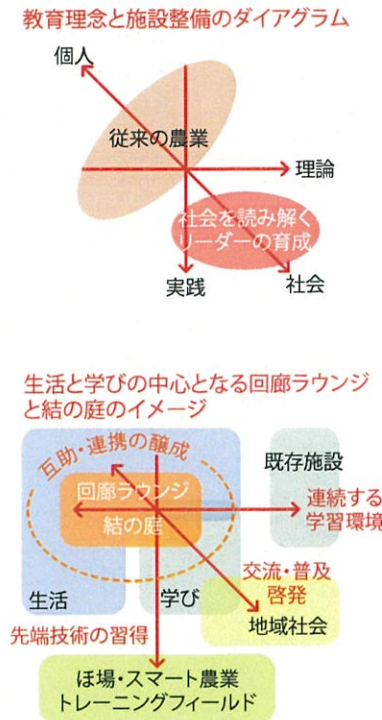 教育理念と施設整備のダイアグラム
個人
従来の農業
理論
社会を読み解く
リーダーの育成
実践
社会
生活と学びの中心となる回廊ラウンジ
と結の庭のイメージ
互助・連携の醸成
既存施設
回廊ラウンジ
結の庭
連続する
学習環境
交流・普及
啓発
生活
学び
地域社会
先端技術の習得
ほ場・スマート農業
トレーニングフィールド